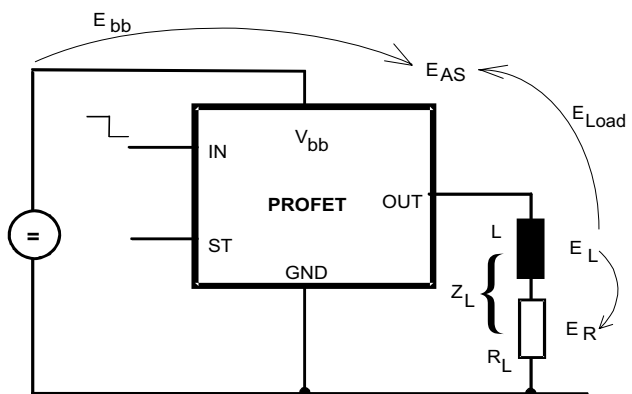 E bb
E AS
E Load
IN
V bb
PROFET
OUT
ST
GND
=
L
E L
Z L
{
E R
R L